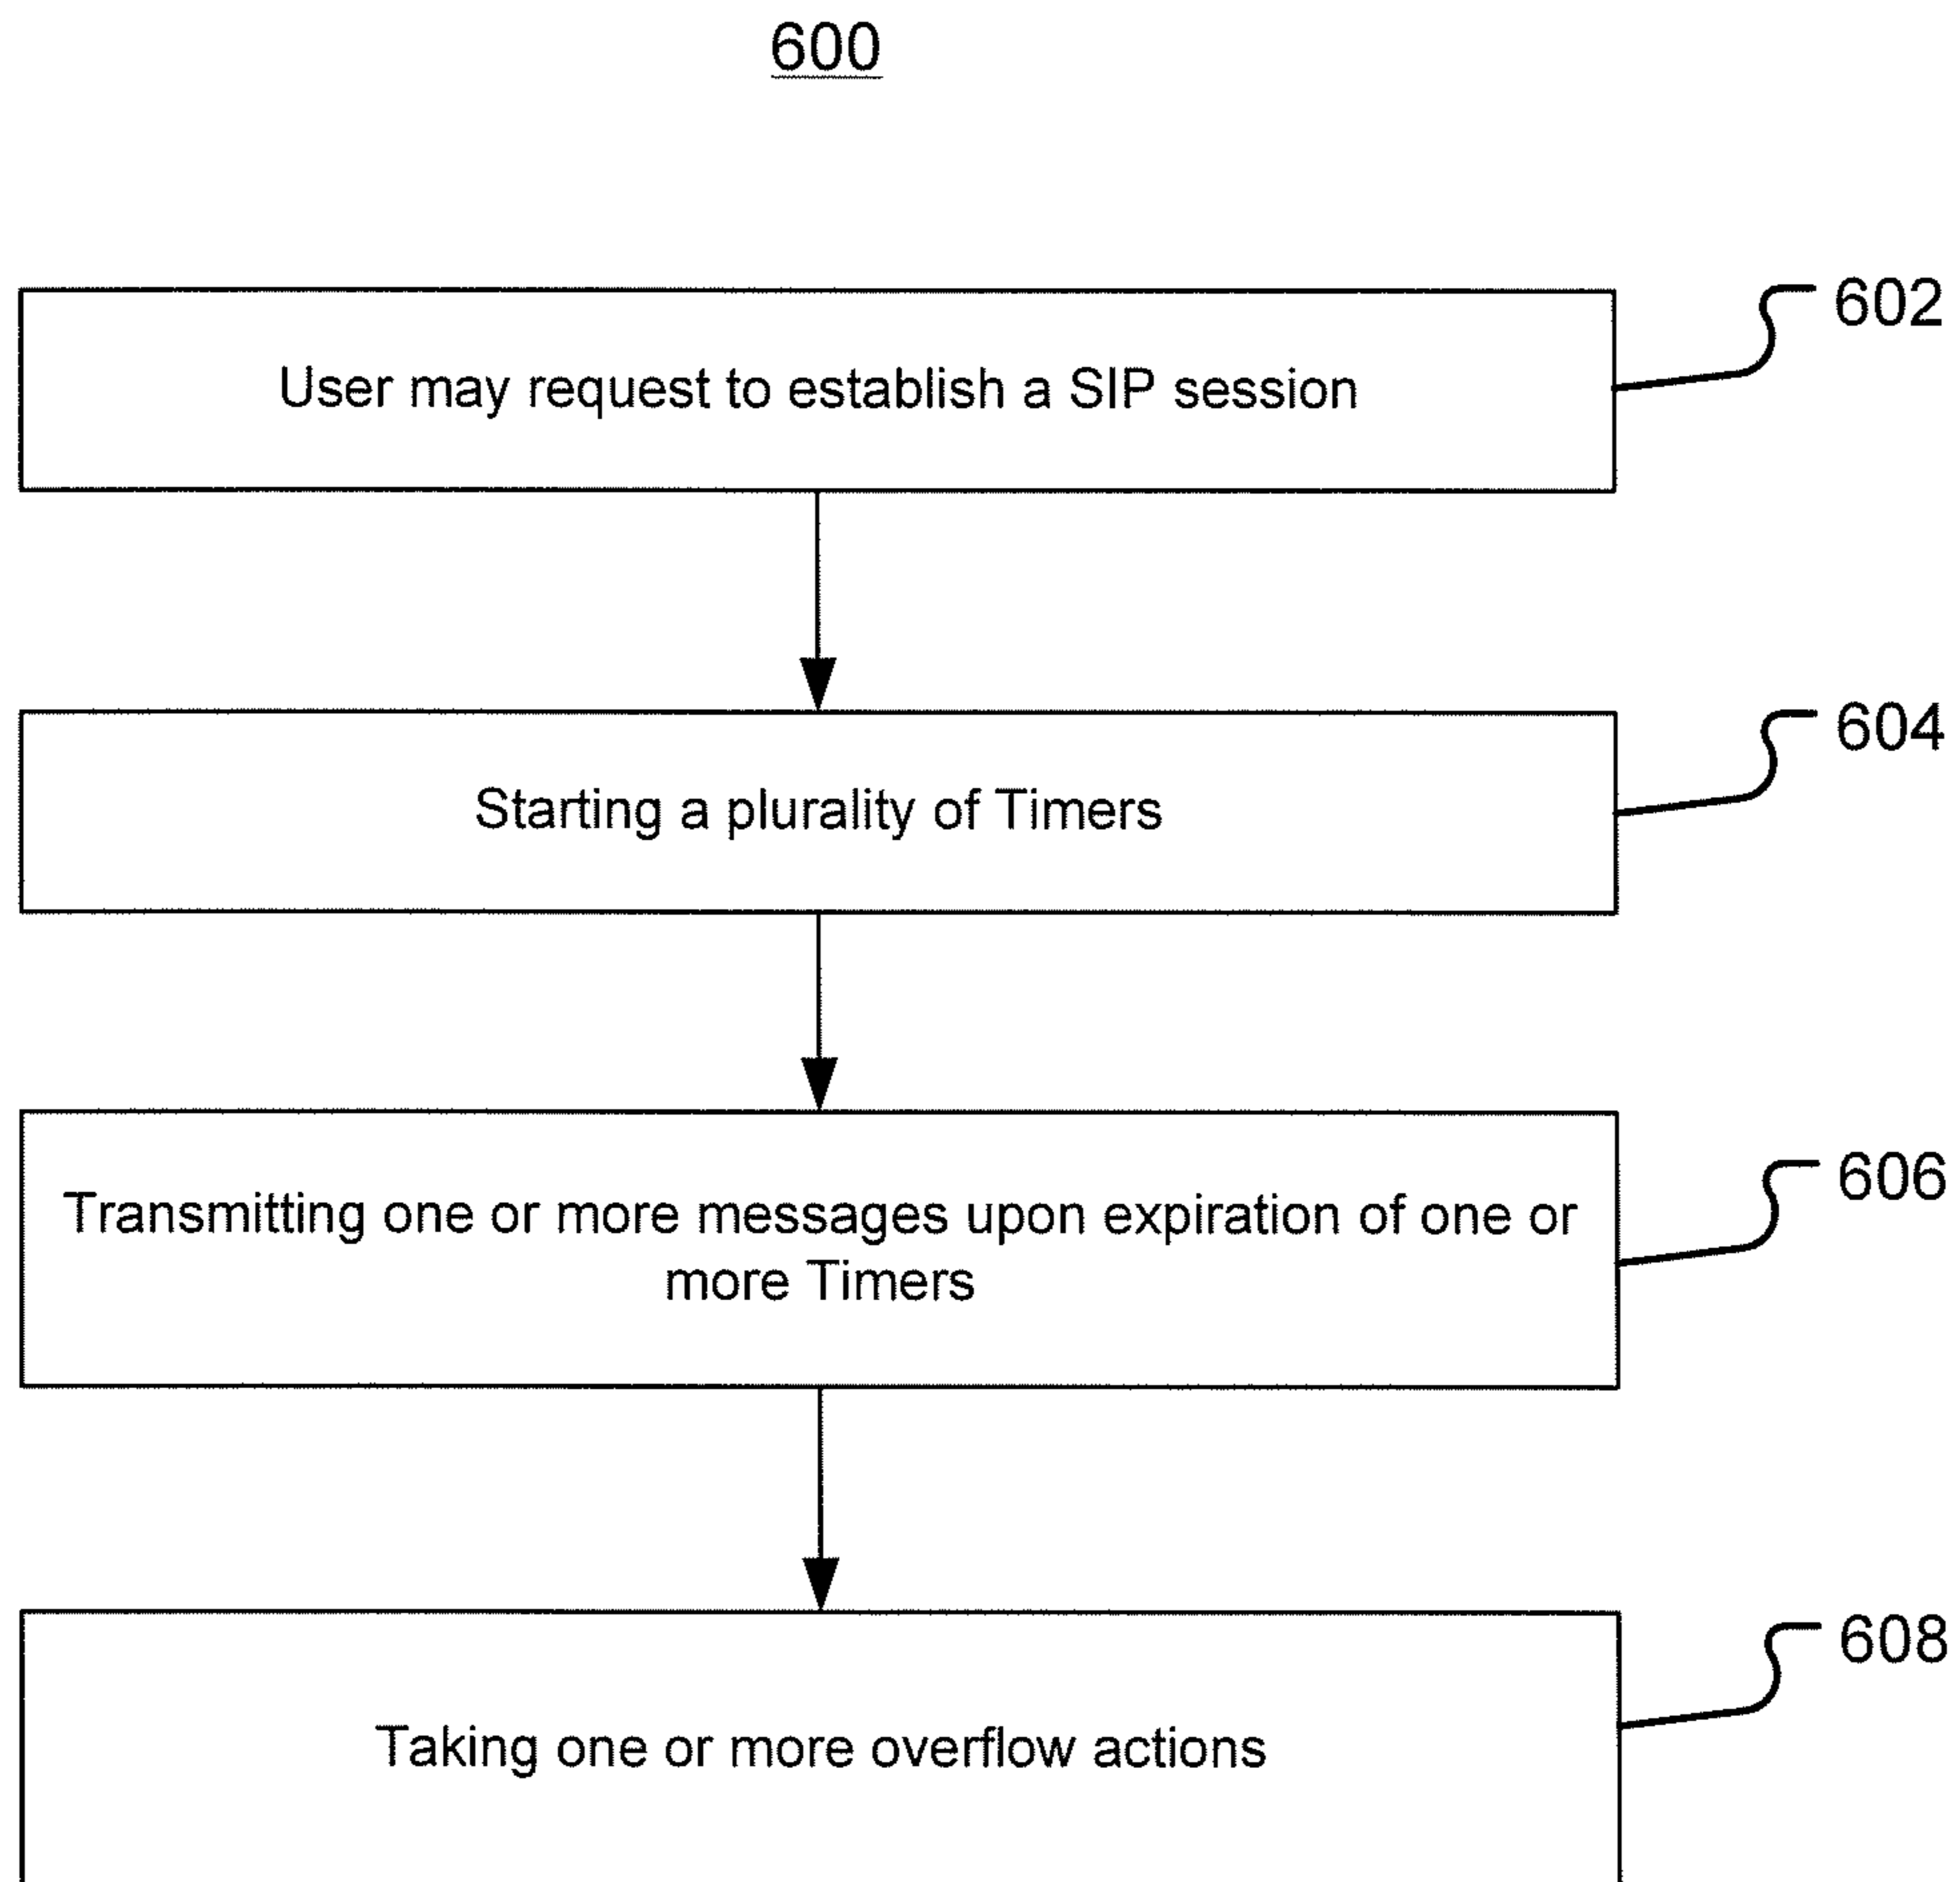 600
602
User may request to establish a SIP session
604
Starting a plurality of Timers
606
Transmitting one or more messages upon expiration of one or
more Timers
608
Taking one or more overflow actions